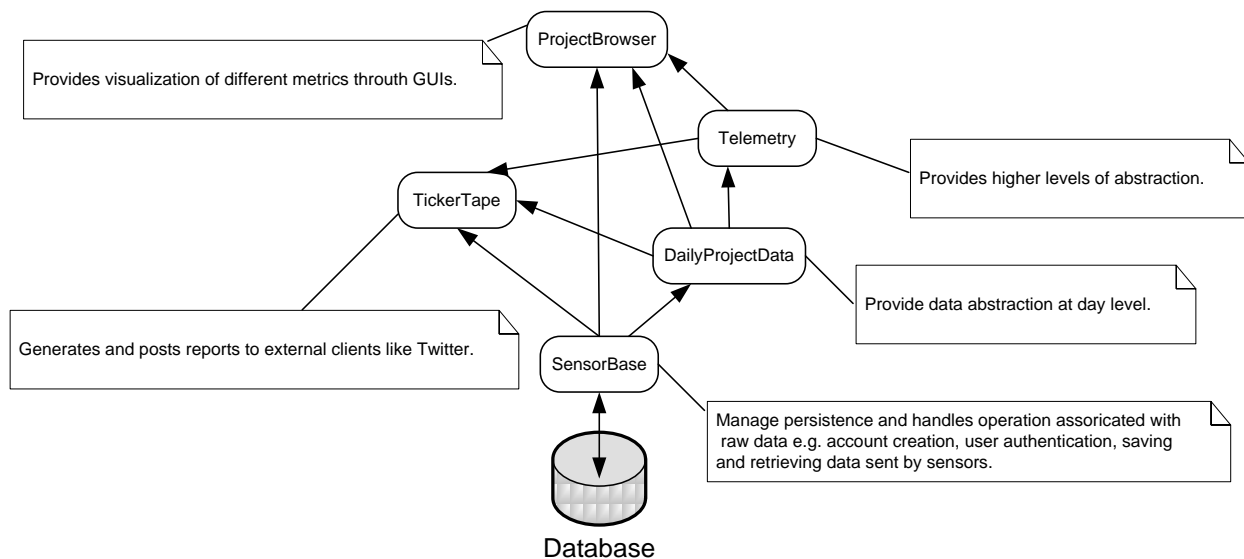 ProjectBrowser
Provides visualization of different metrics throuth GUIs.
Telemetry
Provides higher levels of abstraction.
TickerTape
DailyProjectData
Provide data abstraction at day level.
Generates and posts reports to external clients like Twitter.
SensorBase
Manage persistence and handles operation assoricated with
raw data e.g. account creation, user authentication, saving
and retrieving data sent by sensors.
Database